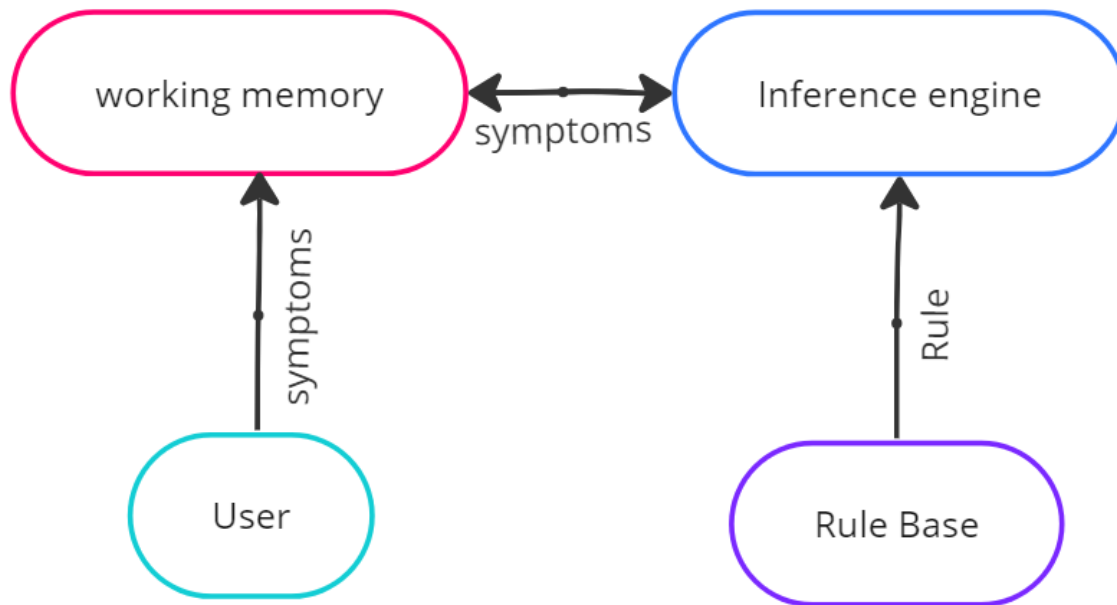 working memory
Inference engine
symptoms
symptoms
Rule
User
Rule Base